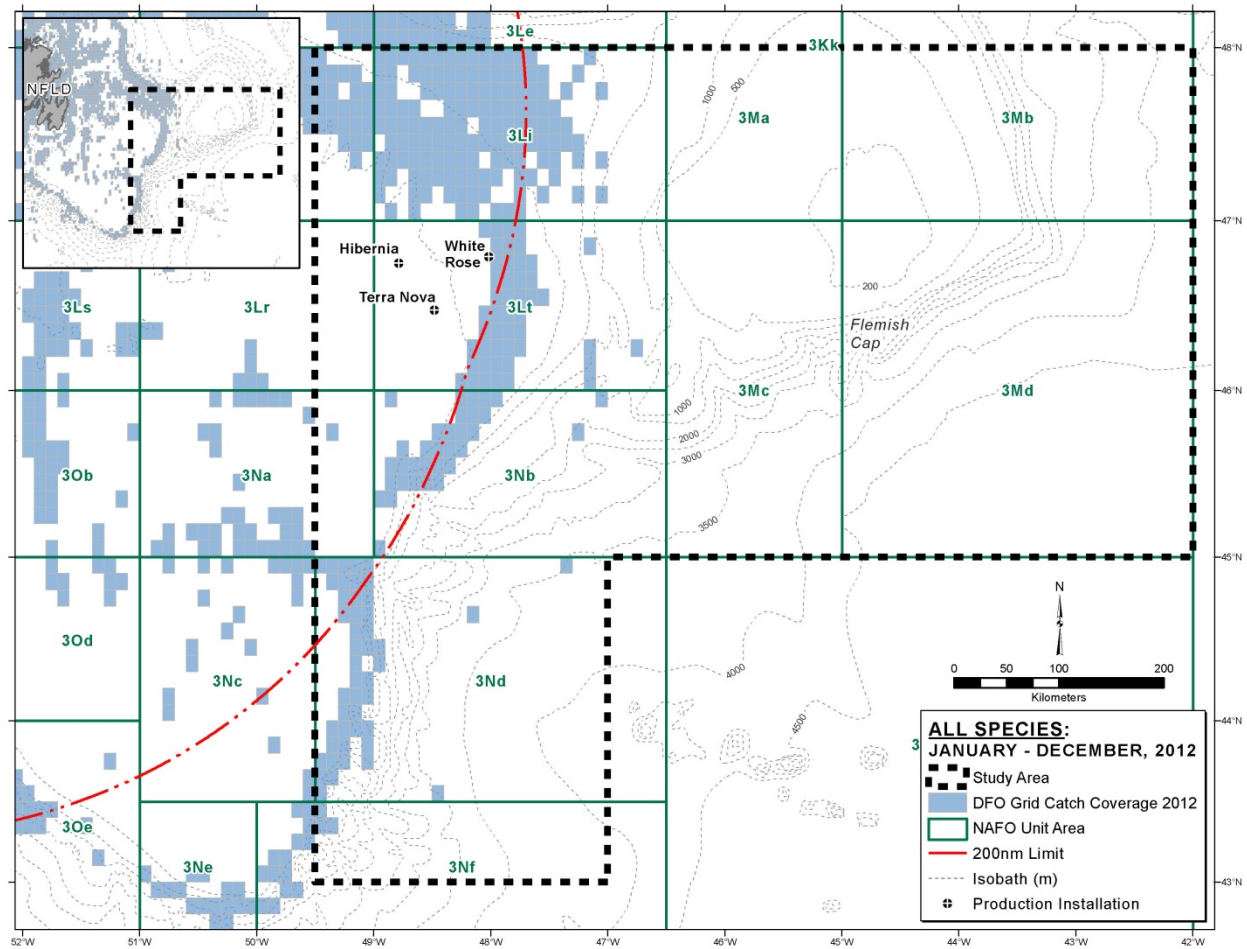 NFLD
3Le
3Kk
48°N
1000
500
3Ma
3Mb
3Li
47°N
Hibernia
White
Rose
Terra Nova
3Ls
3Lr
3Lt
200
Flemish
Cap
46°N
1000
3Mc
3Md
2000
3000
3Ob
3Na
3Nb
3500
45°N
N
3Od
3Nc
3Nd
4000
4500
0 50 100 200
Kilometers
44°N
3
3Oe
3Ne
3Nf
43°N
ALL SPECIES:
JANUARY - DECEMBER, 2012
Study Area
DFO Grid Catch Coverage 2012
NAFO Unit Area
200nm Limit
Isobath (m)
Production Installation
52°W 51°W 50°W 49°W 48°W 47°W 46°W 45°W 44°W 43°W 42°W